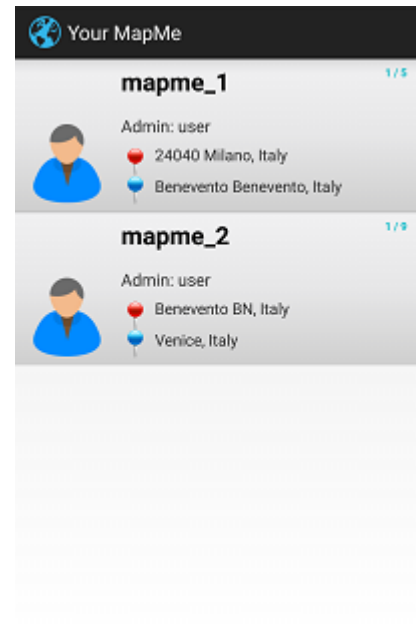 Your MapMe
mapme_1
1/5
Admin: user
24040 Milano, Italy
Benevento Benevento, Italy
mapme_2
1/9
Admin: user
Benevento BN, Italy
Venice, Italy